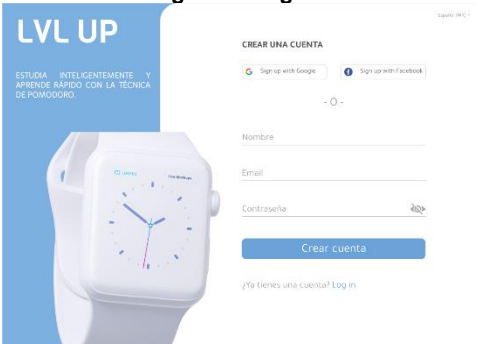 LVL UP
ESTUDIA INTELIGENTEMENTE Y
APRENDE RÁPIDO CON LA TÉCNICA
DE POMODORO.
CREAR UNA CUENTA
Sign up with Google
Sign up with Facebook
- O -
Nombre
Email
Contraseña
Crear cuenta
¿Ya tienes una cuenta? Log in